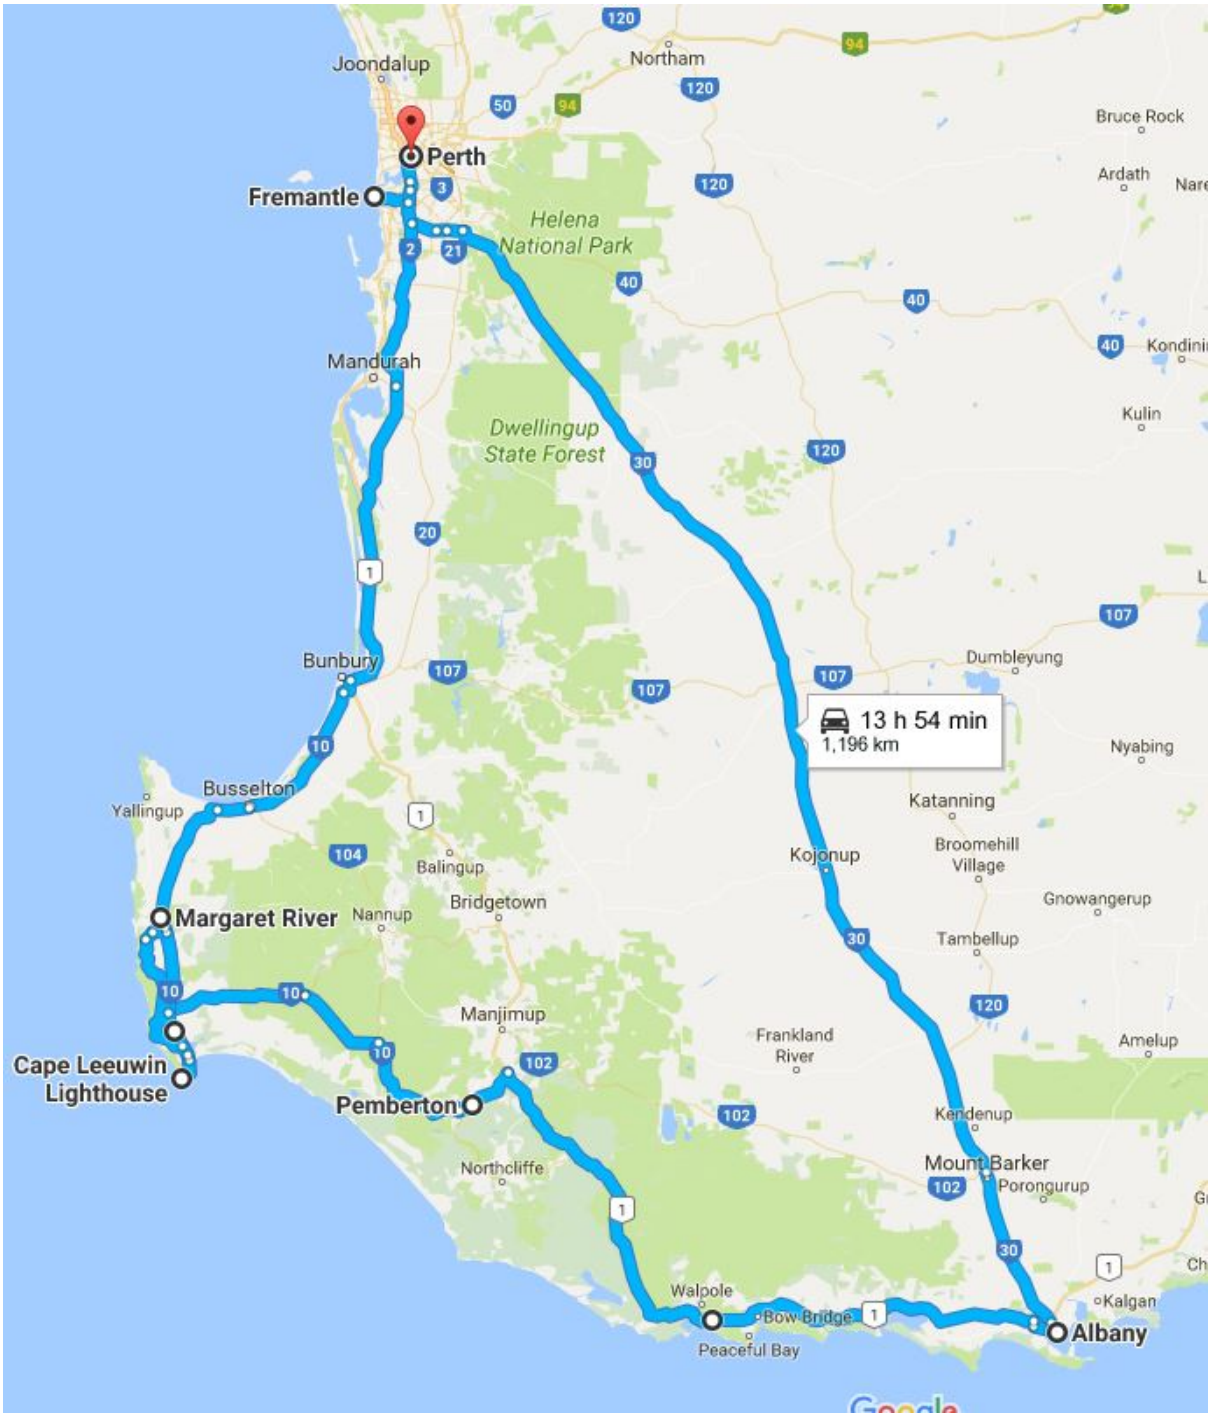 120
94
Joondalup
Northam
120
50
94
Bruce Rock
Perth
Ardath
3
120
Nare
Fremantle
Helena
National Park
2
21
40
40
40
Kondini
Mandurah
Kulin
Dwellingup
State Forest
120
30
20
1
107
Bunbury
107
107
107
Dumbleyung
13 h 54 min
1,196 km
10
Nyabing
Busselton
Yallingup
Katanning
1
Kojonup
Broomehill
Village
104
Balingup
Gnowangerup
Margaret River
Nannup
Bridgetown
30
Tambellup
10
10
120
Manjimup
Frankland
River
Amelup
10
102
Cape Leeuwin
Lighthouse
Pemberton
102
Kendenup
Northcliffe
Mount Barker
102
Porongurup
1
30
1
Ch
Walpole
Kalgan
Bow Bridge
1
Albany
Peaceful Bay
Google